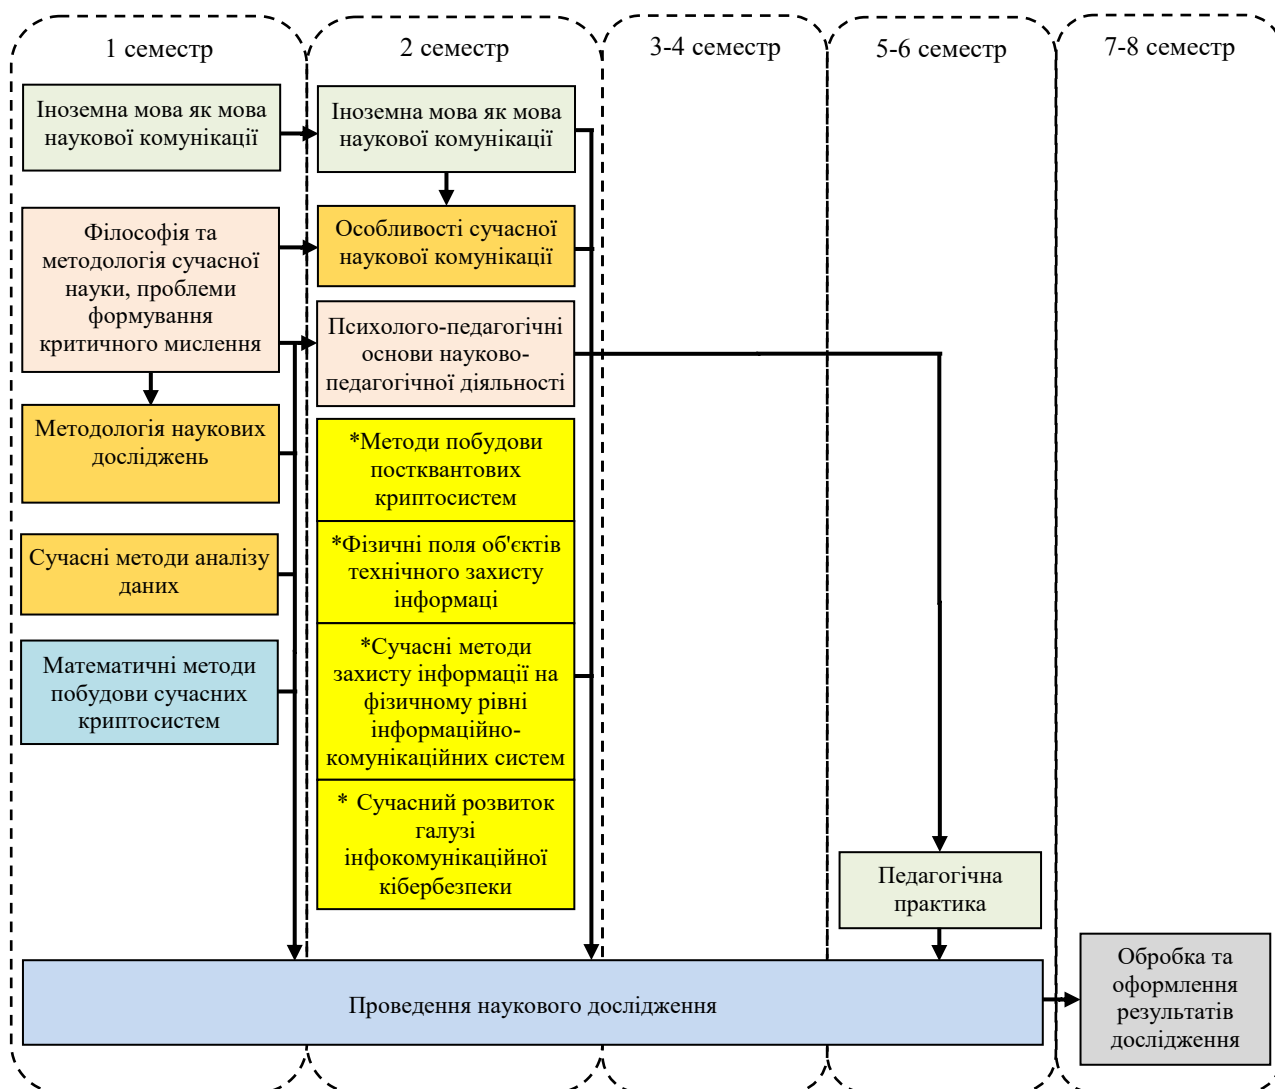 1 семестр
2 семестр
3-4 семестр
5-6 семестр
7-8 семестр
Іноземна мова як мова
наукової комунікації
Філософія та
методологія сучасної
науки, проблеми
формування
критичного мислення
Методологія наукових
досліджень
Сучасні методи аналізу
даних
Математичні методи
побудови сучасних
криптосистем
Іноземна мова як мова
наукової комунікації
Особливості сучасної
наукової комунікації
Психолого-педагогічні
основи науково-
педагогічної діяльності
*Методи побудови
постквантових
криптосистем
*Фізичні поля об'єктів
технічного захисту
інформаці
*Сучасні методи
захисту інформації на
фізичному рівні
інформаційно-
комунікаційних систем
* Сучасний розвиток
галузі
інфокомунікаційної
кібербезпеки
Педагогічна
практика
Проведення наукового дослідження
Обробка та
оформлення
результатів
дослідження